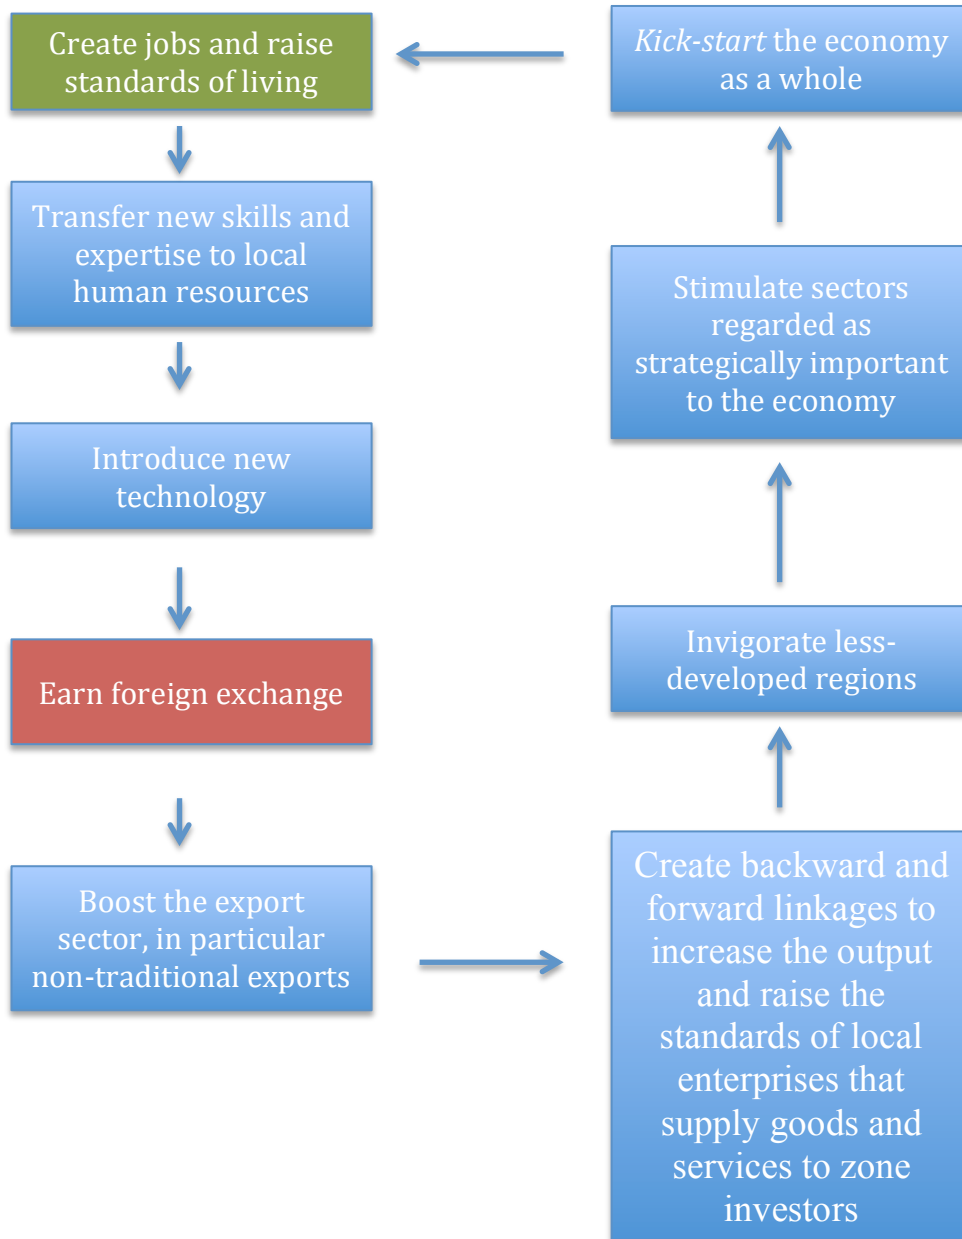 Create jobs and raise
standards of living
Transfer new skills and
expertise to local
human resources
Introduce new
technology
Earn foreign exchange
Boost the export
sector, in particular
non-traditional exports
Create backward and
forward linkages to
increase the output
and raise the
standards of local
enterprises that
supply goods and
services to zone
investors
Invigorate less-
developed regions
Stimulate sectors
regarded as
strategically important
to the economy
Kick-start the economy
as a whole